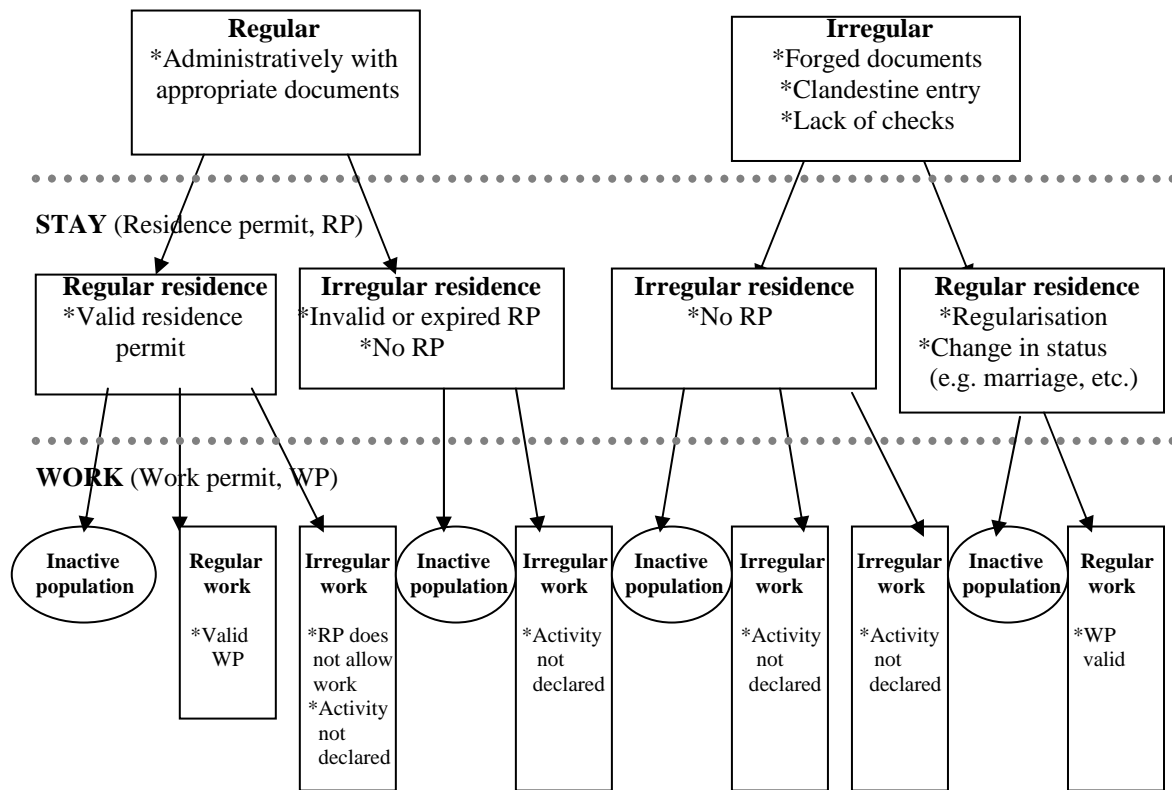 Regular
*Administratively with
appropriate documents
Irregular
*Forged documents
*Clandestine entry
*Lack of checks
STAY (Residence permit, RP)
Regular residence
*Valid residence
permit
Irregular residence
*Invalid or expired RP
*No RP
Irregular residence
*No RP
Regular residence
*Regularisation
*Change in status
(e.g. marriage, etc.)
WORK (Work permit, WP)
Inactive
population
Regular
work
*Valid
WP
Irregular
work
*RP does
not allow
work
*Activity
not
declared
Inactive
population
Irregular
work
*Activity
not
declared
Inactive
population
Irregular
work
*Activity
not
declared
Irregular
work
*Activity
not
declared
Inactive
population
Regular
work
*WP
valid